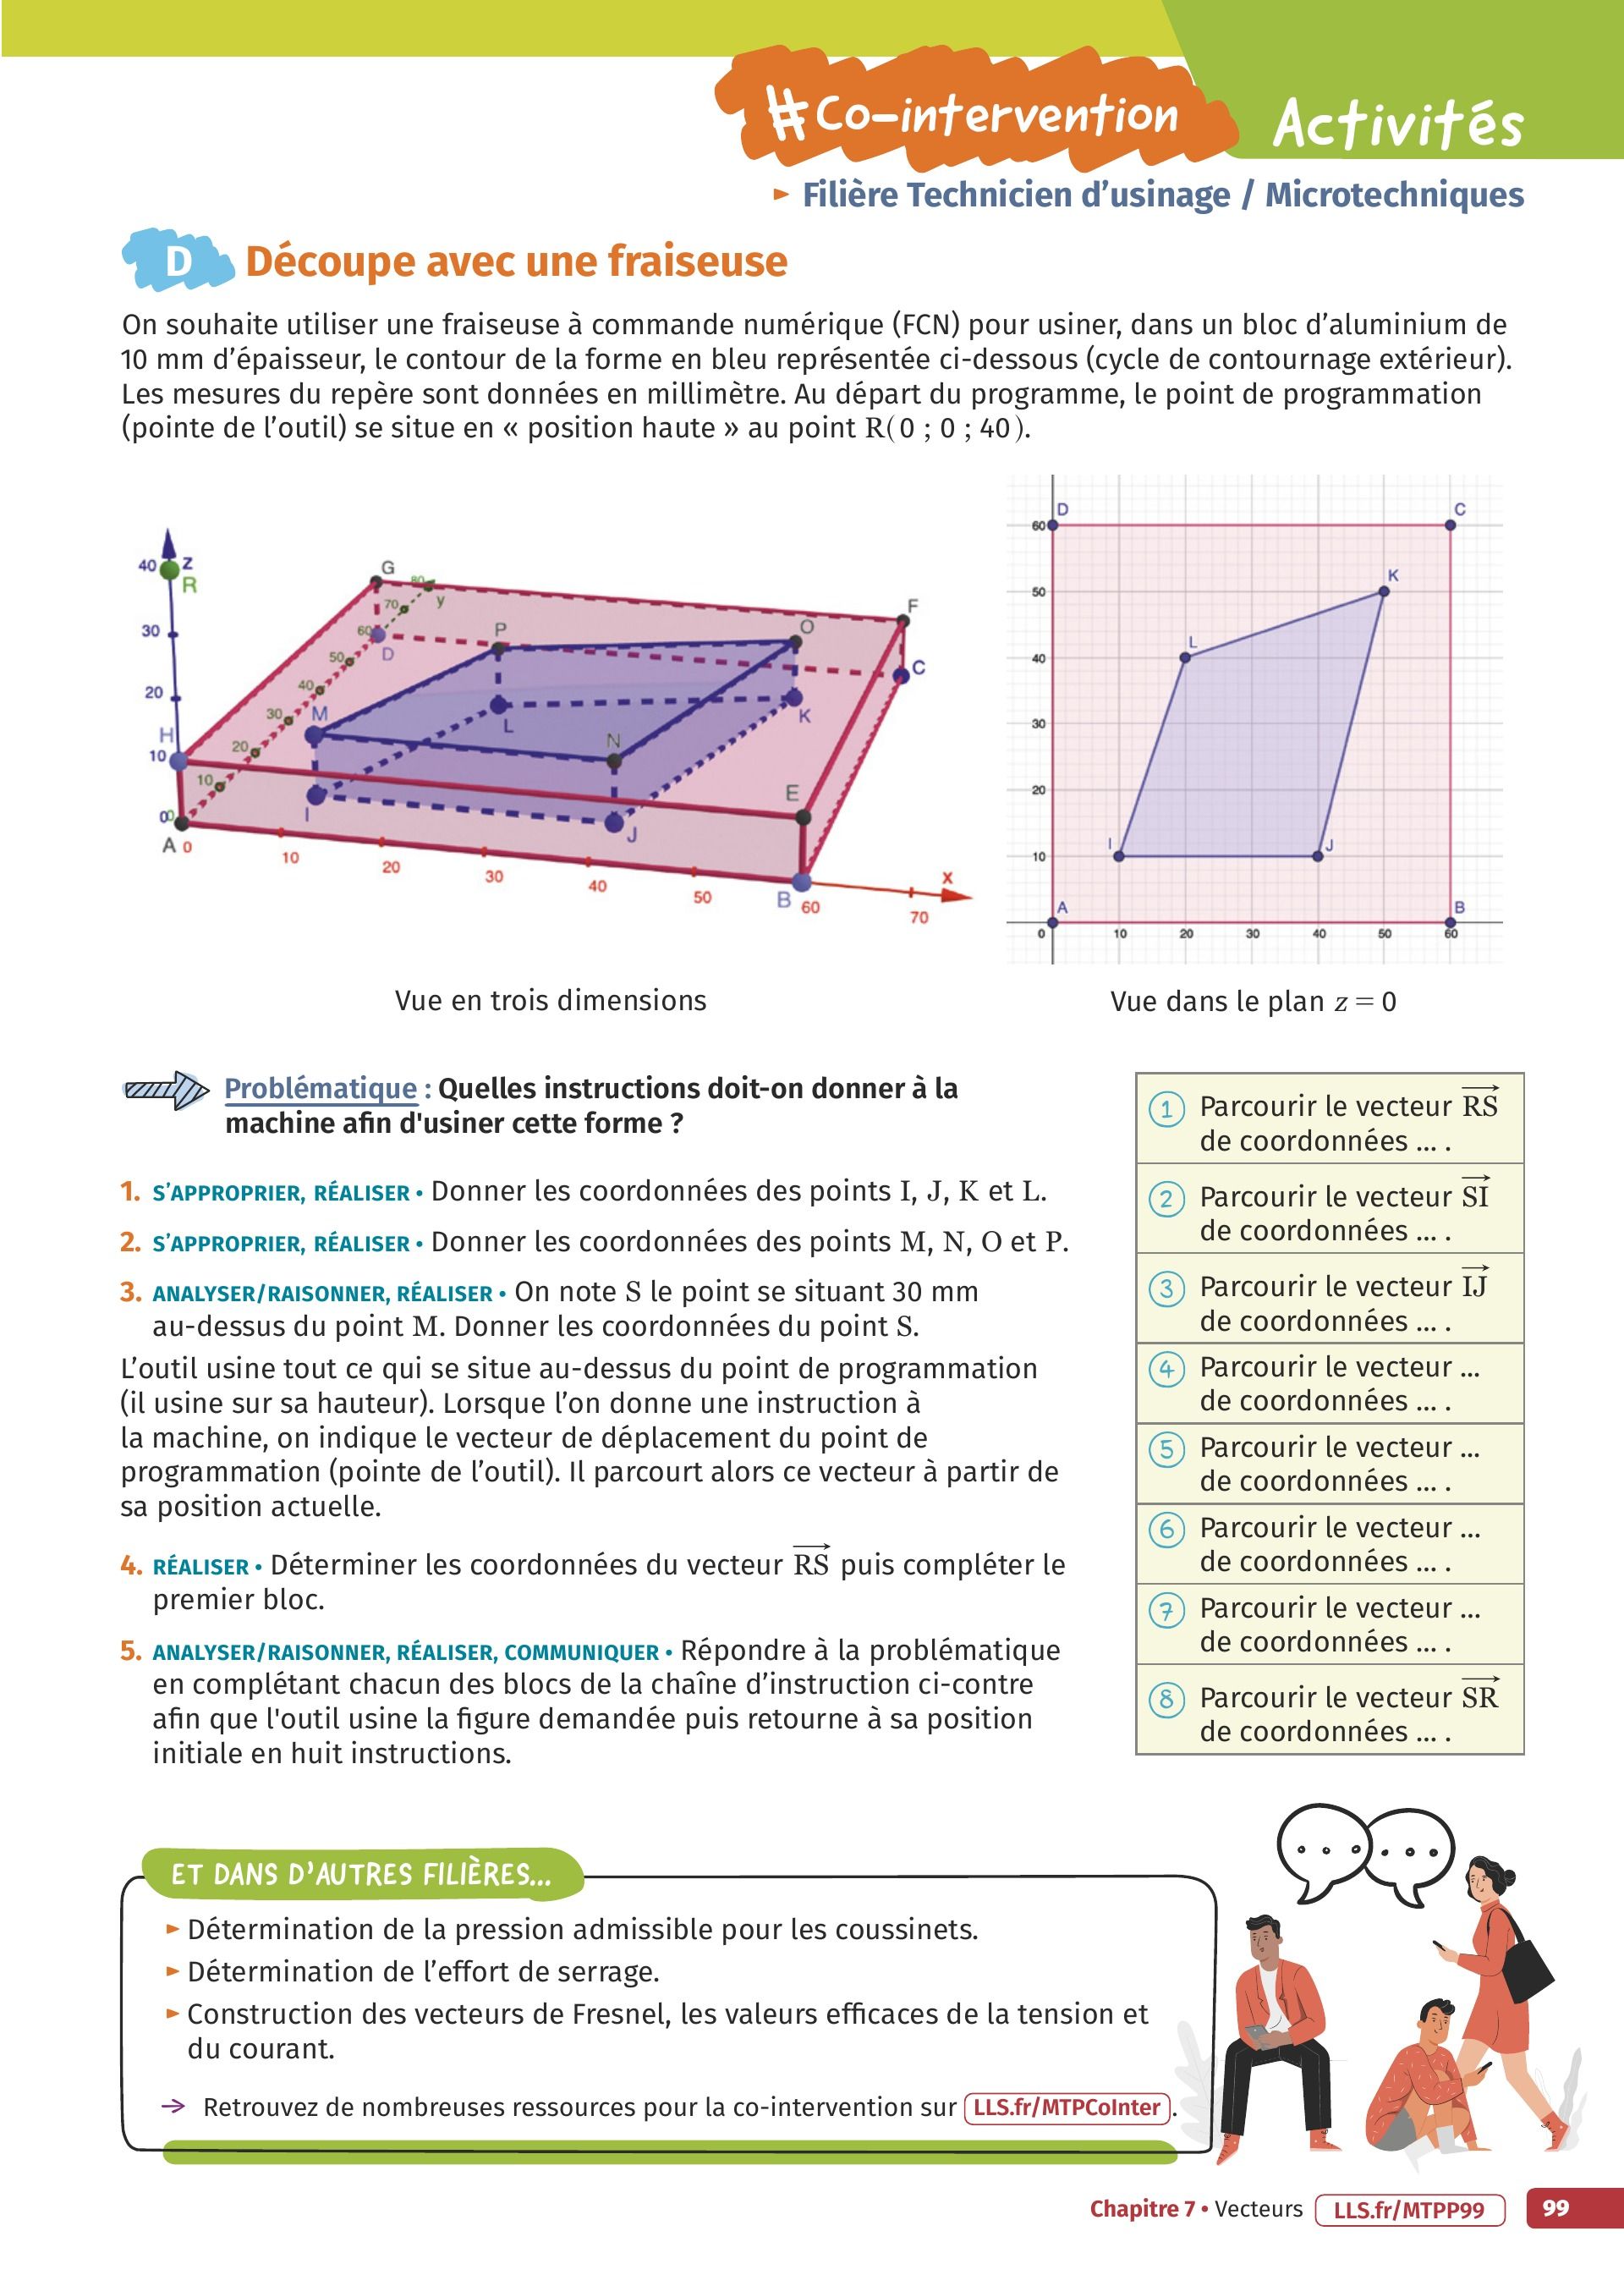 #Co-intervention
Activités
► Filière Technicien d'usinage / Microtechniques
D Découpe avec une fraiseuse
On souhaite utiliser une fraiseuse à commande numérique (FCN) pour usiner, dans un bloc d'aluminium de
10 mm d'épaisseur, le contour de la forme en bleu représentée ci-dessous (cycle de contournage extérieur).
Les mesures du repère sont données en millimètre. Au départ du programme, le point de programmation
(pointe de l'outil) se situe en « position haute » au point R(0 ; 0 ; 40).
40 z
R
30
20
H
10
0 0
A 0
10
20
30
40
50
60
70
x
10
20
30
40
50
60
70
80
y
G
D
P
O
F
C
M
L
K
N
I
J
E
B
D
C
60
50
40
30
20
10
0
K
L
I
J
A
B
10 20 30 40 50 60
Vue en trois dimensions
Vue dans le plan z = 0
Problématique : Quelles instructions doit-on donner à la
machine afin d'usiner cette forme ?
1. S'APPROPRIER, RÉALISER • Donner les coordonnées des points I, J, K et L.
2. S'APPROPRIER, RÉALISER • Donner les coordonnées des points M, N, O et P.
3. ANALYSER/RAISONNER, RÉALISER • On note S le point se situant 30 mm
au-dessus du point M. Donner les coordonnées du point S.
L'outil usine tout ce qui se situe au-dessus du point de programmation
(il usine sur sa hauteur). Lorsque l'on donne une instruction à
la machine, on indique le vecteur de déplacement du point de
programmation (pointe de l'outil). Il parcourt alors ce vecteur à partir de
sa position actuelle.
4. RÉALISER • Déterminer les coordonnées du vecteur RS puis compléter le
premier bloc.
5. ANALYSER/RAISONNER, RÉALISER, COMMUNIQUER • Répondre à la problématique
en complétant chacun des blocs de la chaîne d'instruction ci-contre
afin que l'outil usine la figure demandée puis retourne à sa position
initiale en huit instructions.
1 Parcourir le vecteur RS
de coordonnées ... .
2 Parcourir le vecteur SI
de coordonnées ... .
3 Parcourir le vecteur IJ
de coordonnées ... .
4 Parcourir le vecteur ...
de coordonnées ... .
5 Parcourir le vecteur ...
de coordonnées ... .
6 Parcourir le vecteur ...
de coordonnées ... .
7 Parcourir le vecteur ...
de coordonnées ... .
8 Parcourir le vecteur SR
de coordonnées ... .
ET DANS D'AUTRES FILIÈRES...
► Détermination de la pression admissible pour les coussinets.
► Détermination de l'effort de serrage.
► Construction des vecteurs de Fresnel, les valeurs efficaces de la tension et
du courant.
→ Retrouvez de nombreuses ressources pour la co-intervention sur LLS.fr/MTPCoInter .
Chapitre 7 • Vecteurs LLS.fr/MTPP99 99